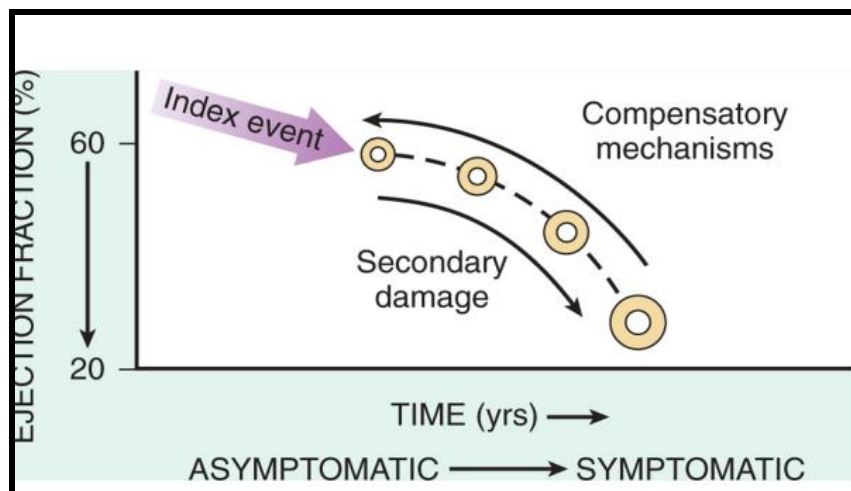 EJECTION FRACTION (%)
60
20
Index event
Compensatory
mechanisms
Secondary
damage
TIME (yrs)
ASYMPTOMATIC
SYMPTOMATIC